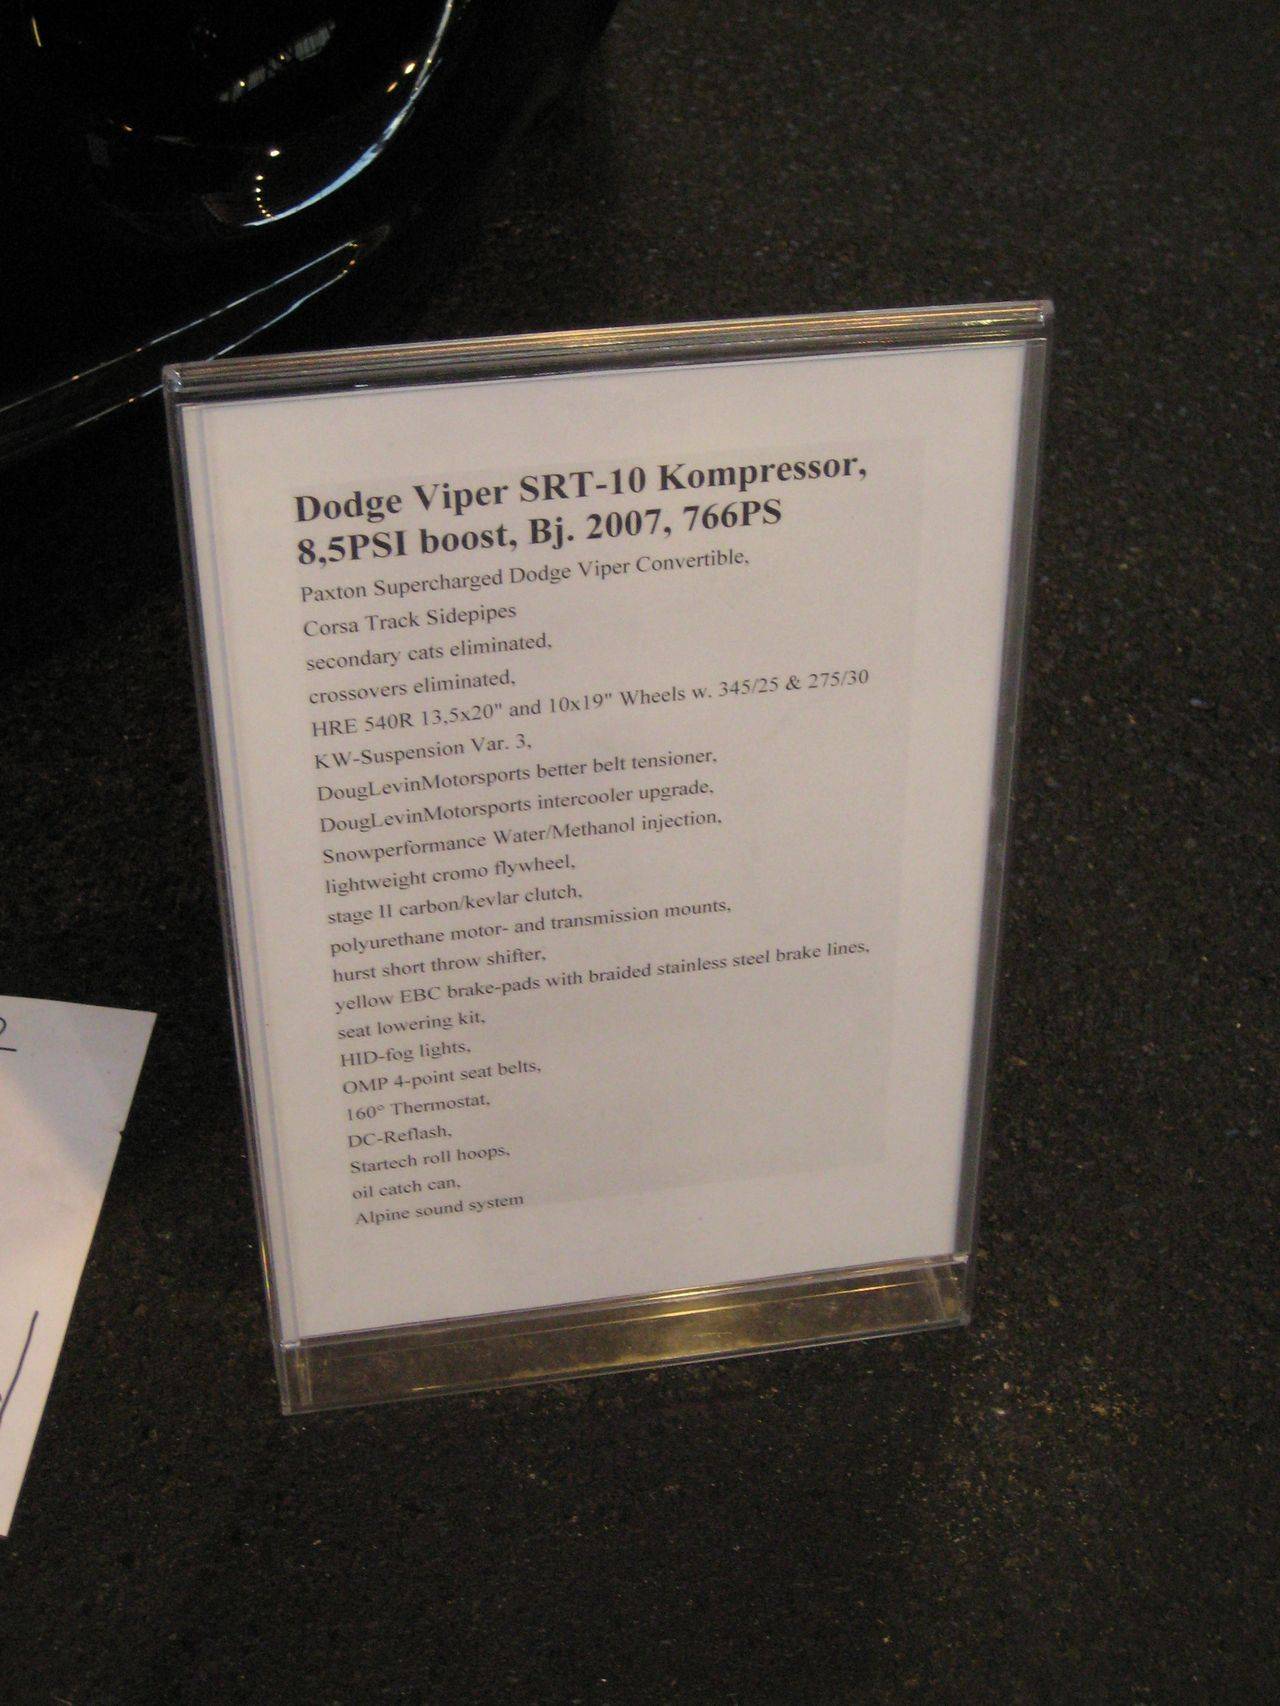 Dodge Viper SRT-10 Kompressor,
8,5PSI boost, Bj. 2007, 766PS
Paxton Supercharged Dodge Viper Convertible,
Corsa Track Sidepipes
secondary cats eliminated,
crossovers eliminated,
HRE 540R 13,5x20" and 10x19" Wheels w. 345/25 & 275/30
KW-Suspension Var. 3,
DougLevinMotorsports better belt tensioner,
DougLevinMotorsports intercooler upgrade,
Snowperformance Water/Methanol injection,
lightweight cromo flywheel,
stage II carbon/kevlar clutch,
polyurethane motor- and transmission mounts,
hurst short throw shifter,
yellow EBC brake-pads with braided stainless steel brake lines,
seat lowering kit,
HID-fog lights,
OMP 4-point seat belts,
160° Thermostat,
DC-Reflash,
Startech roll hoops,
oil catch can,
Alpine sound system